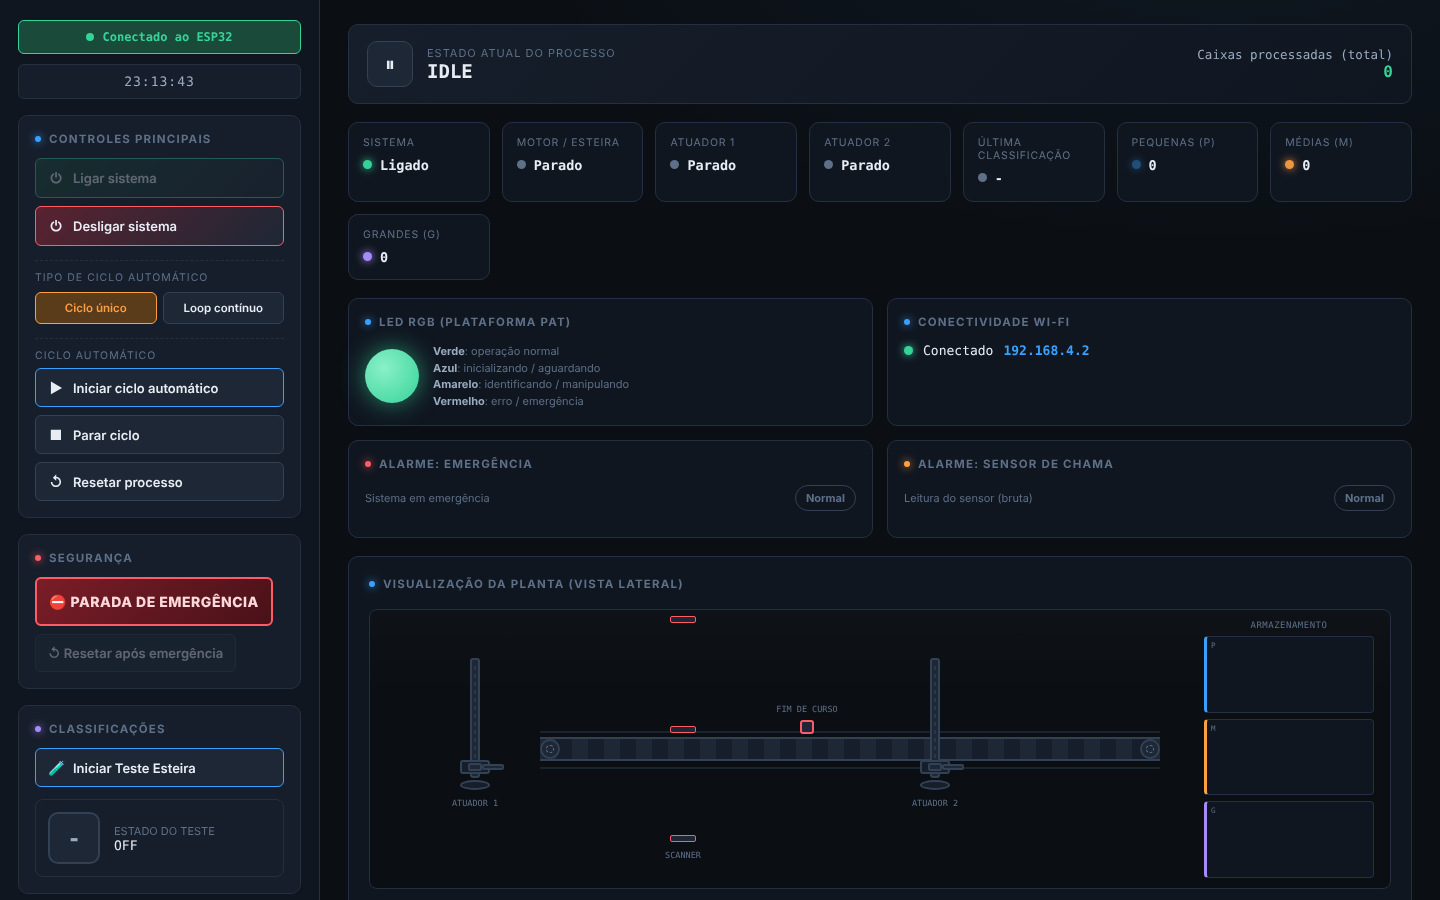 Conectado ao ESP32
23:13:43
CONTROLES PRINCIPAIS
Ligar sistema
Desligar sistema
TIPO DE CICLO AUTOMÁTICO
Ciclo único
Loop contínuo
CICLO AUTOMÁTICO
Iniciar ciclo automático
Parar ciclo
Resetar processo
SEGURANÇA
PARADA DE EMERGÊNCIA
Resetar após emergência
CLASSIFICAÇÕES
Iniciar Teste Esteira
-
ESTADO DO TESTE
OFF
ESTADO ATUAL DO PROCESSO
IDLE
Caixas processadas (total)
0
SISTEMA
Ligado
MOTOR / ESTEIRA
Parado
ATUADOR 1
Parado
ATUADOR 2
Parado
ÚLTIMA
CLASSIFICAÇÃO
-
PEQUENAS (P)
0
MÉDIAS (M)
0
GRANDES (G)
0
LED RGB (PLATAFORMA PAT)
Verde: operação normal
Azul: inicializando / aguardando
Amarelo: identificando / manipulando
Vermelho: erro / emergência
CONECTIVIDADE WI-FI
Conectado 192.168.4.2
ALARME: EMERGÊNCIA
Sistema em emergência
Normal
ALARME: SENSOR DE CHAMA
Leitura do sensor (bruta)
Normal
VISUALIZAÇÃO DA PLANTA (VISTA LATERAL)
ARMAZENAMENTO
P
M
G
FIM DE CURSO
ATUADOR 1
ATUADOR 2
SCANNER